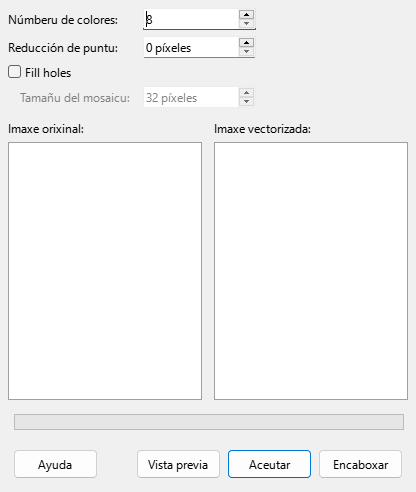 Númberu de colores: 8
Reducción de puntu: 0 píxeles
Fill holes
Tamañu del mosaicu: 32 píxeles
Imaxe orixinal: Imaxe vectorizada:
Ayuda Vista previa Aceutar Encaboxar